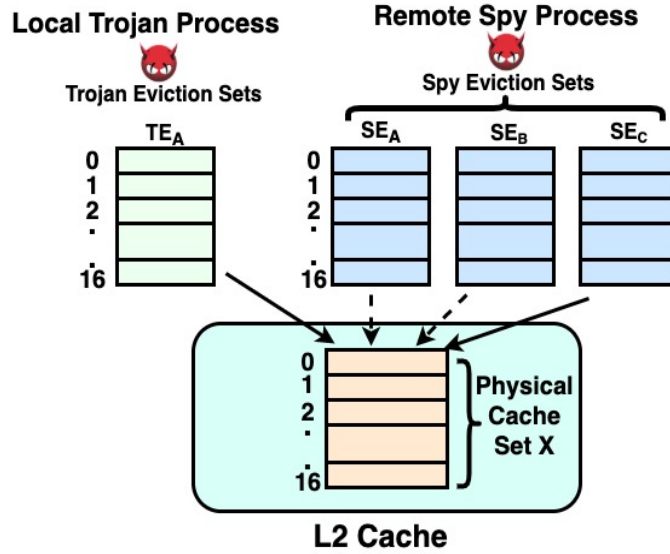 Local Trojan Process
Remote Spy Process
Trojan Eviction Sets
Spy Eviction Sets
TEA
SEA
SEB
SEC
0
1
2
.
.
16
0
1
2
.
.
16
0
1
2
.
.
16
Physical
Cache
Set X
L2 Cache